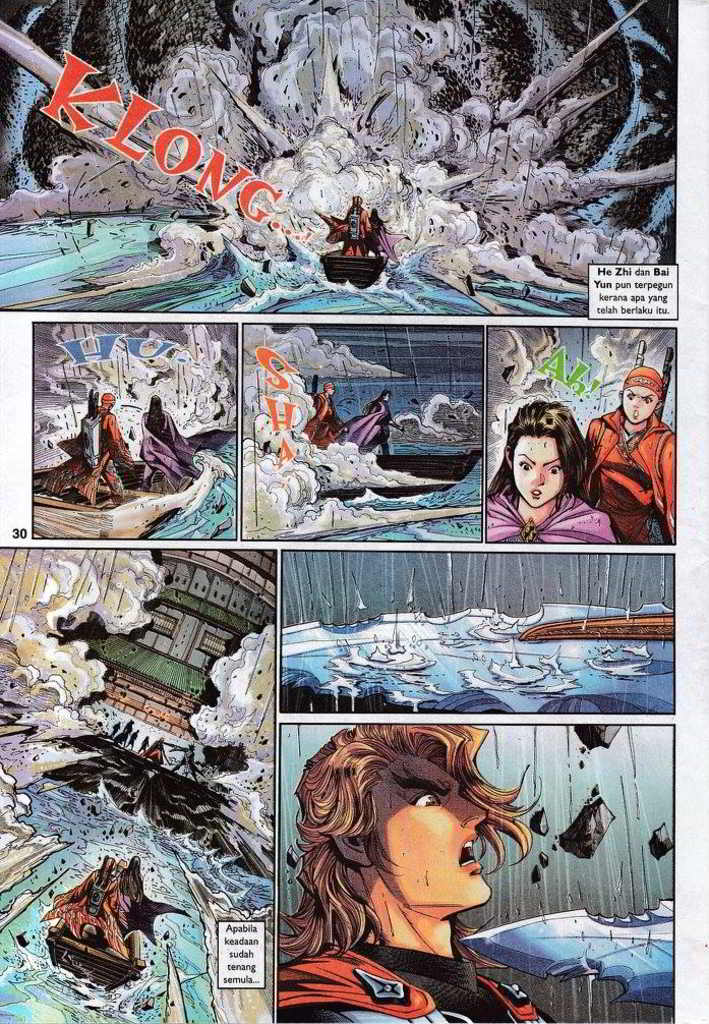 KLONG...
He Zhi dan Bai
Yun pun terpegun
kerana apa yang
telah berlaku itu.
HU...
SHA
Ah!
30
Apabila
keadaan
sudah
tenang
semula...